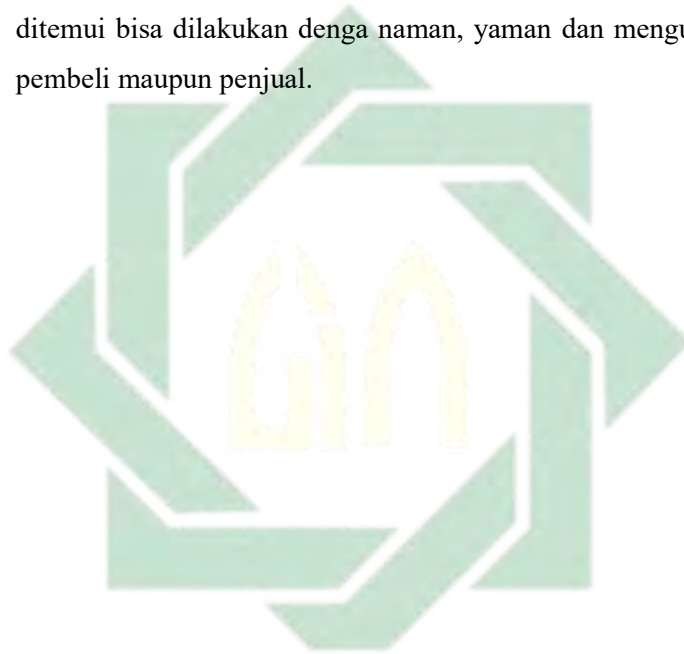 ditemui bisa dilakukan denga naman, yaman dan mengu
pembeli maupun penjual.